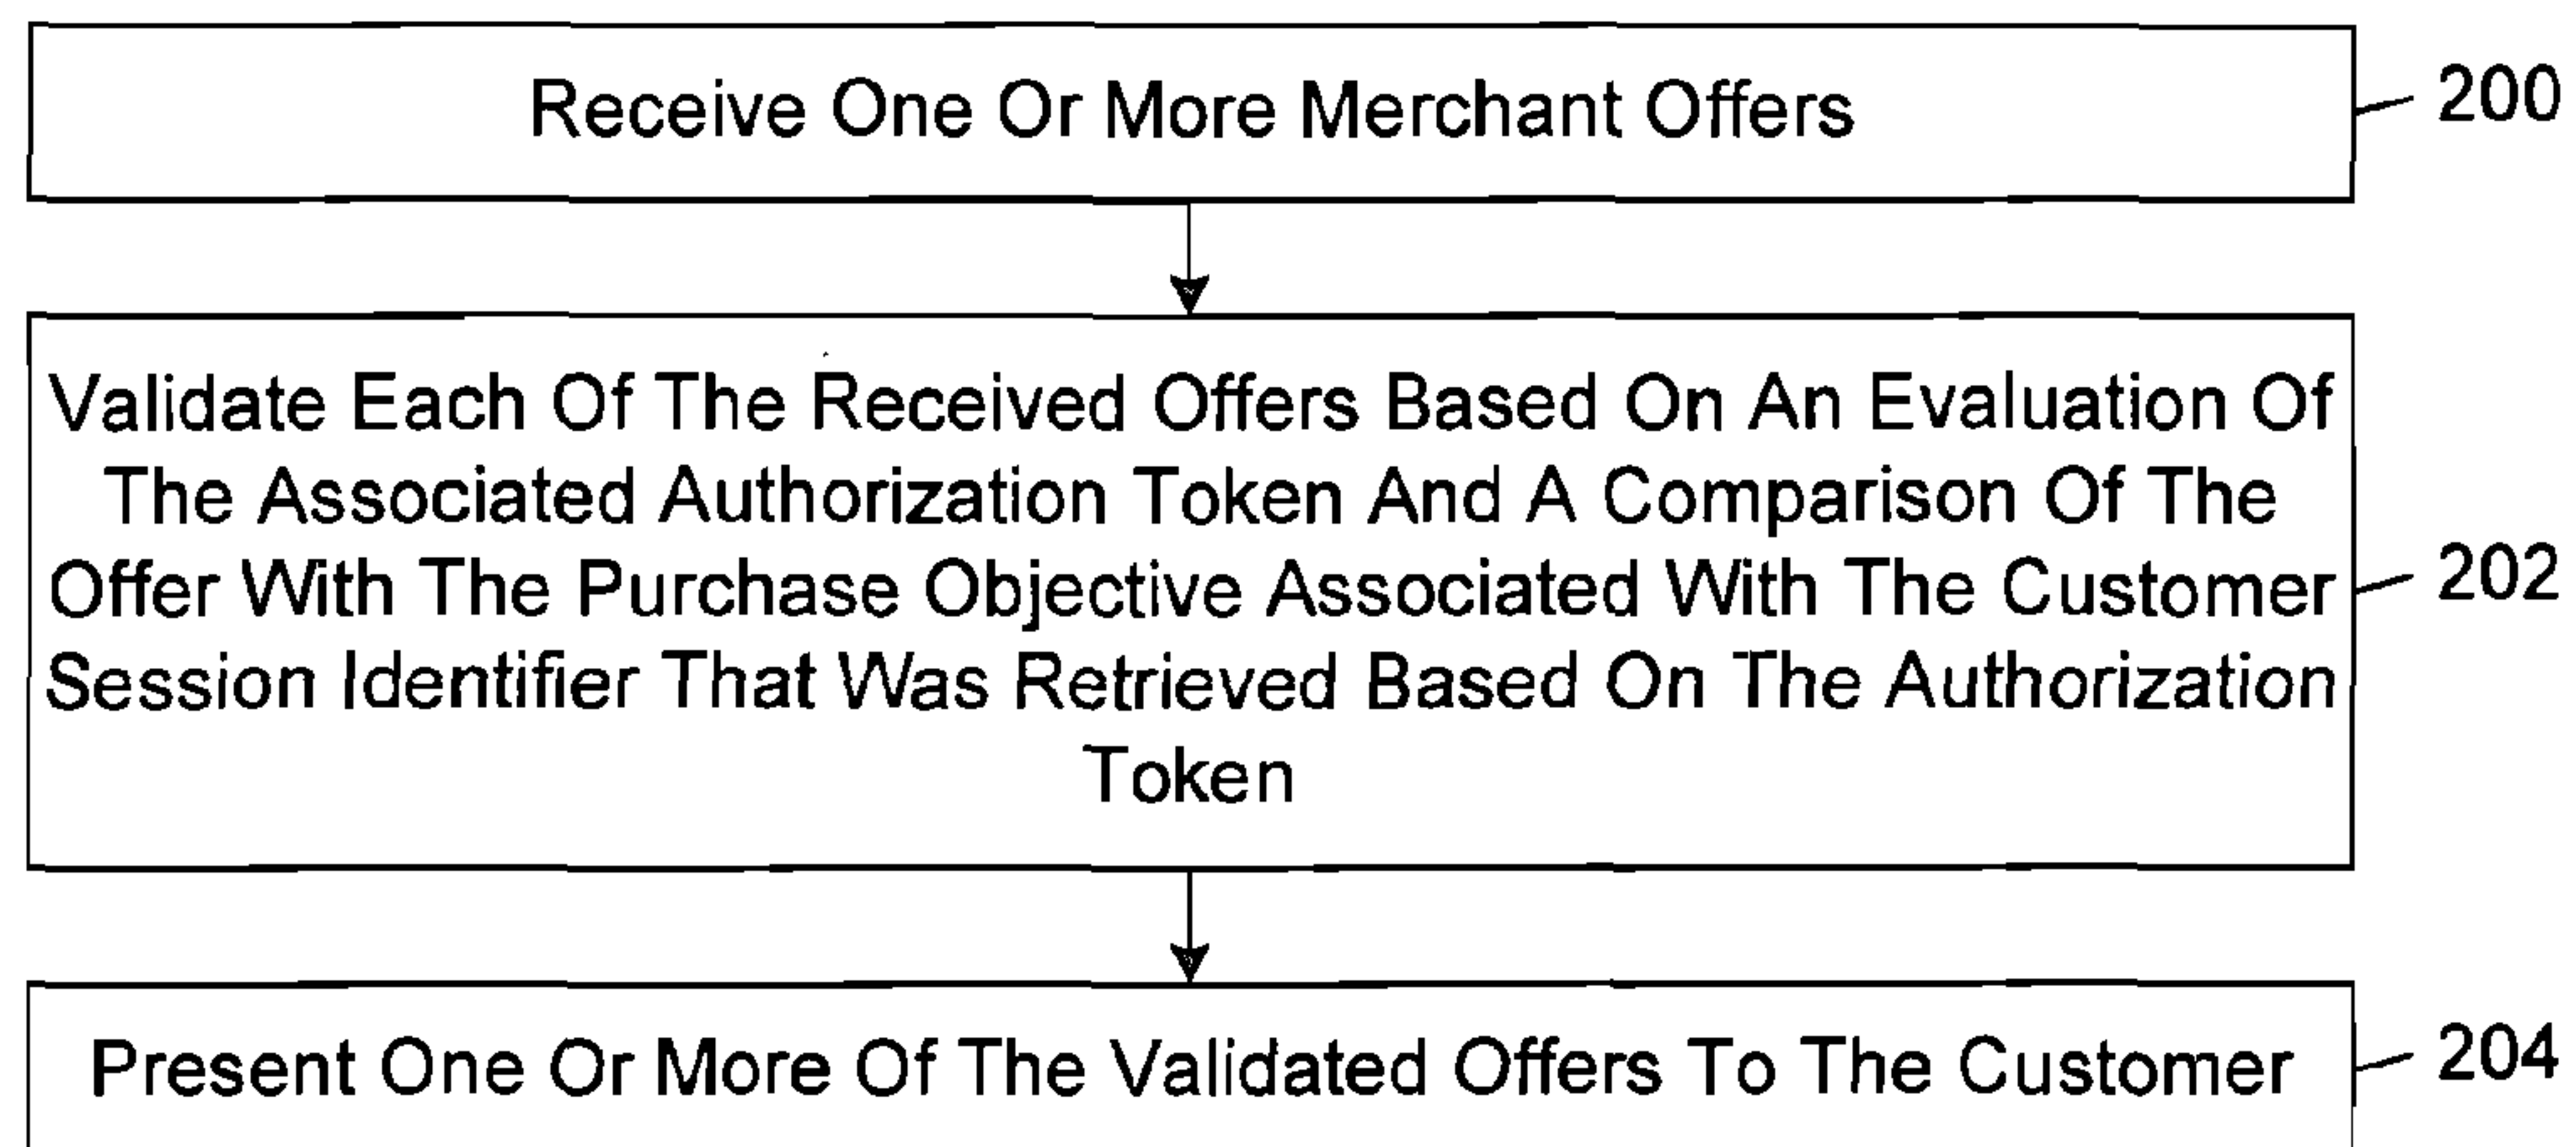 Receive One Or More Merchant Offers
200
Validate Each Of The Received Offers Based On An Evaluation Of
The Associated Authorization Token And A Comparison Of The
Offer With The Purchase Objective Associated With The Customer
Session Identifier That Was Retrieved Based On The Authorization
Token
202
Present One Or More Of The Validated Offers To The Customer
204